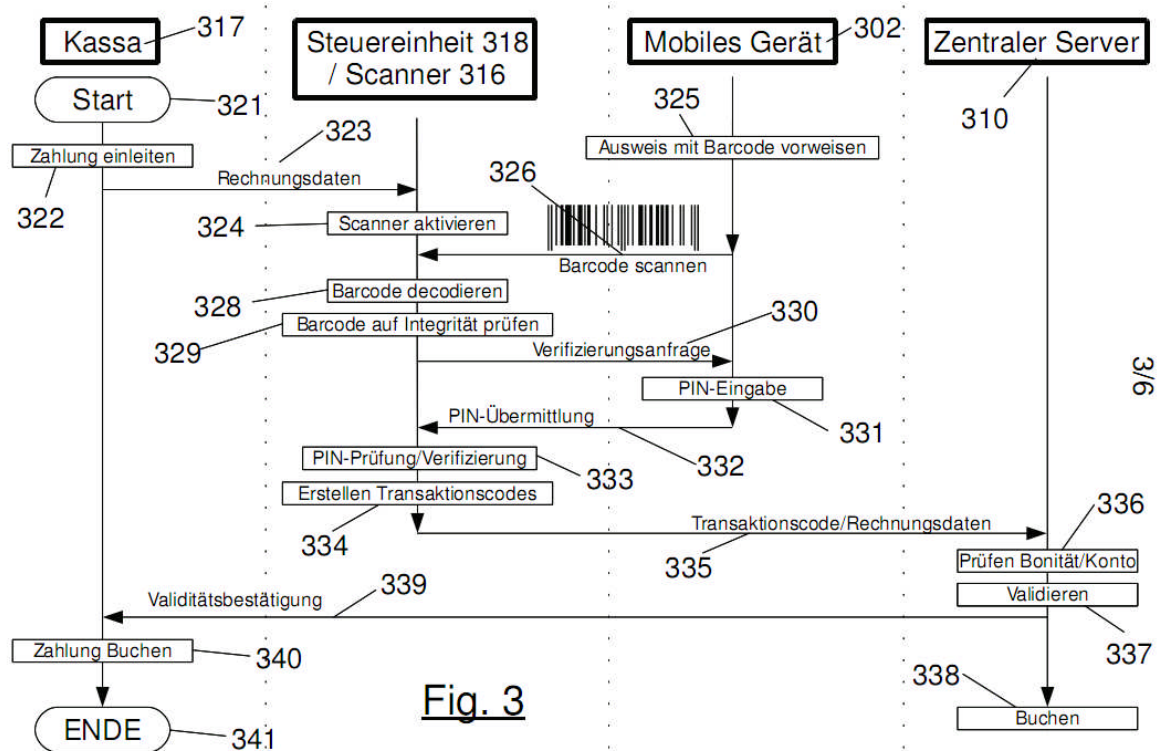 Kassa
317
Steuereinheit 318
/ Scanner 316
Mobiles Gerät
302
Zentraler Server
310
Start
321
325
323
Zahlung einleiten
Ausweis mit Barcode vorweisen
322
Rechnungsdaten
326
324
Scanner aktivieren
Barcode scannen
328
Barcode decodieren
329
Barcode auf Integrität prüfen
330
Verifizierungsanfrage
3/6
PIN-Eingabe
331
PIN-Übermittlung
332
PIN-Prüfung/Verifizierung
333
Erstellen Transaktionscodes
334
Transaktionscode/Rechnungsdaten
335
336
Prüfen Bonität/Konto
339
Validitätsbestätigung
Validieren
337
Zahlung Buchen
340
338
Buchen
Fig. 3
ENDE
341